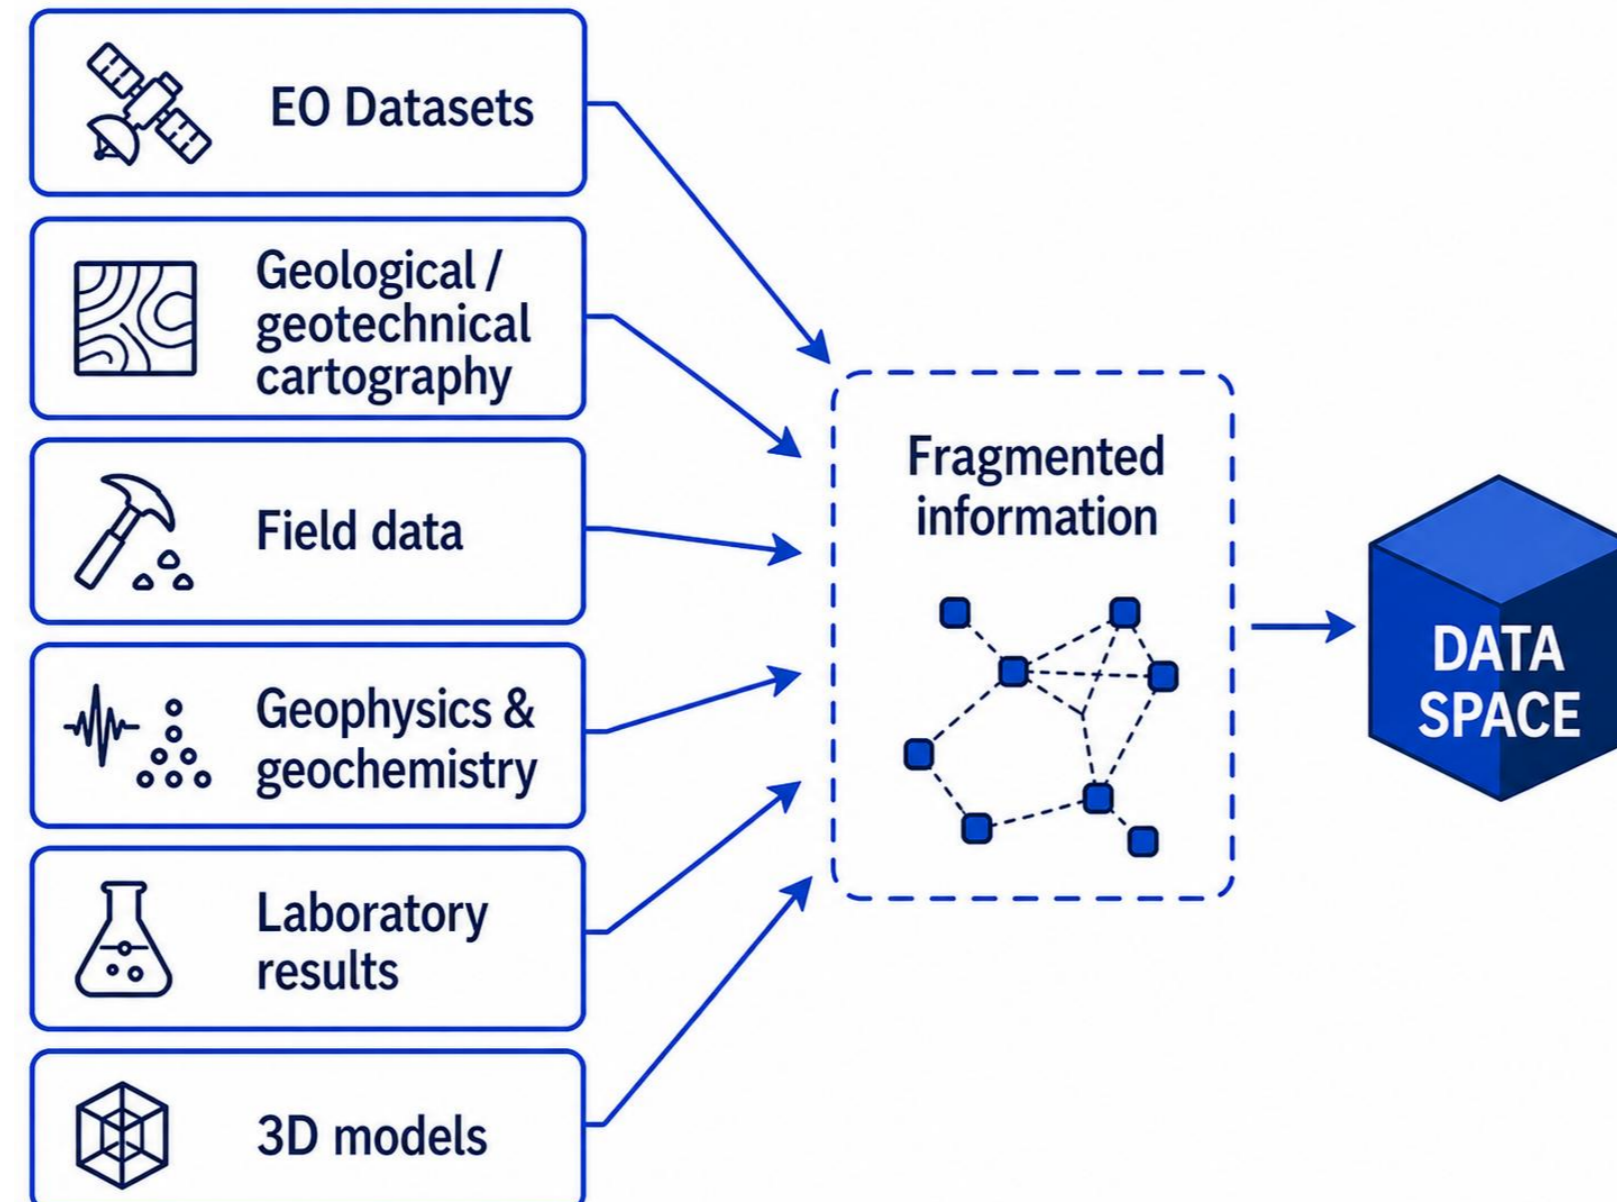 EO Datasets
Geological /
geotechnical
cartography
Field data
Geophysics &
geochemistry
Laboratory
results
3D models
Fragmented
information
DATA
SPACE